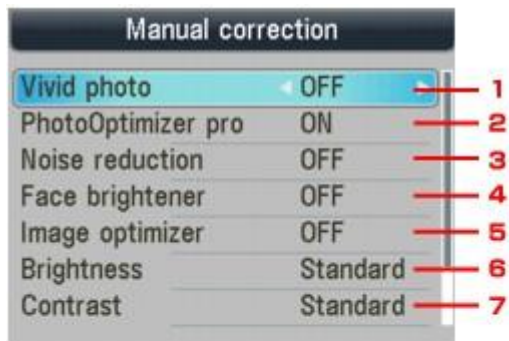 Manual correction
Vivid photo OFF 1
PhotoOptimizer pro ON 2
Noise reduction OFF 3
Face brightener OFF 4
Image optimizer OFF 5
Brightness Standard 6
Contrast Standard 7